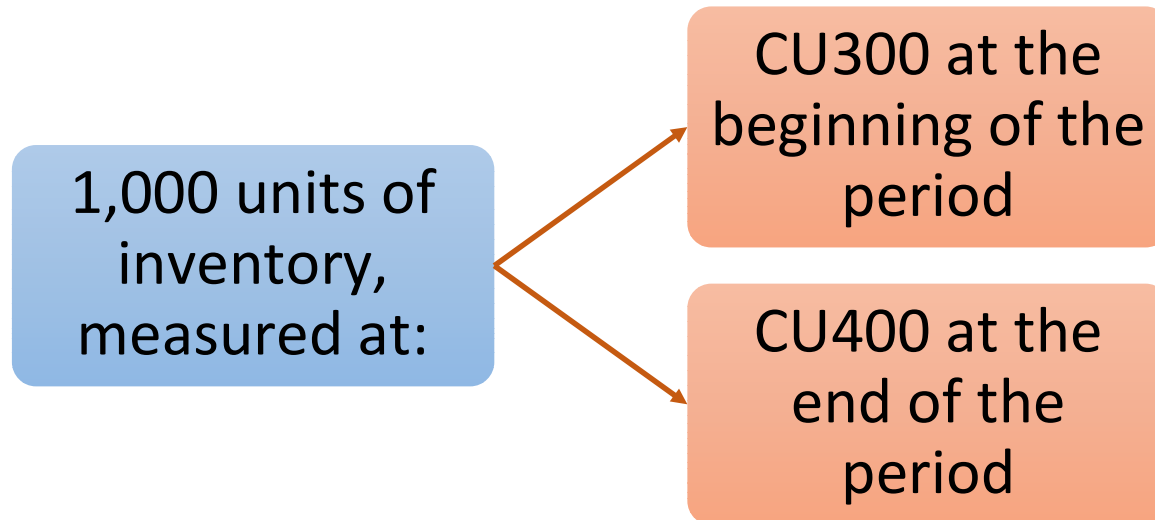 1,000 units of
inventory,
measured at:
CU300 at the
beginning of the
period
CU400 at the
end of the
period